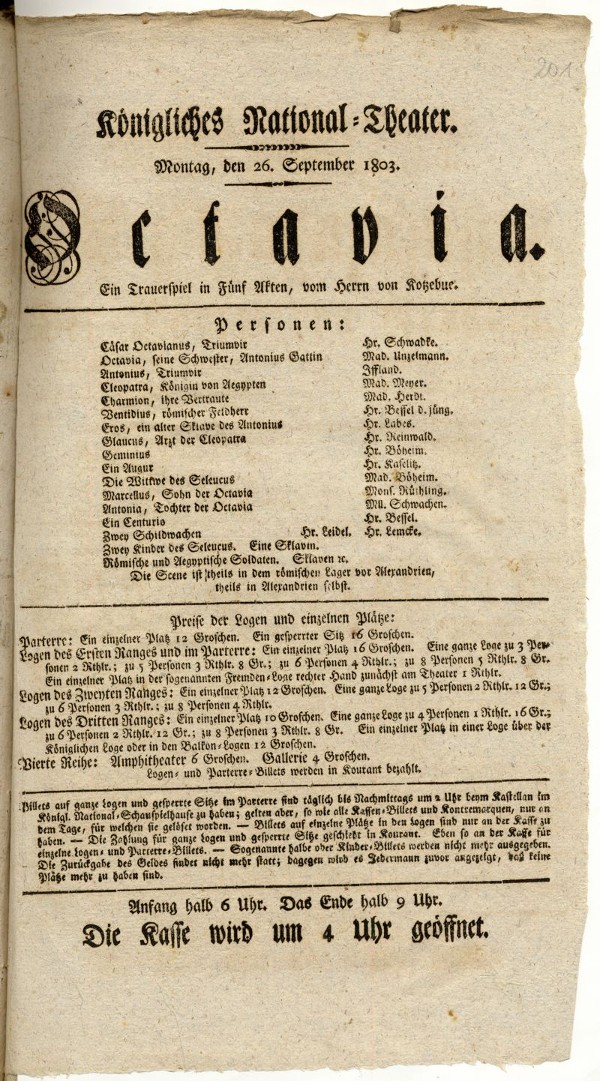 201
Königliches National-Theater.
Montag, den 26. September 1803.
Octavia.
Ein Trauerspiel in Fünf Akten, vom Herrn von Kotzebue.
Personen:
Cäsar Octavianus, Triumvir Hr. Schwadke.
Octavia, seine Schwester, Antonius Gattin Mad. Unzelmann.
Antonius, Triumvir Iffland.
Cleopatra, Königin von Aegypten Mad. Meyer.
Charmion, ihre Vertraute Mad. Herdt.
Ventidius, römischer Feldherr Hr. Bessel d. jüng.
Eros, ein alter Sklave des Antonius Hr. Labes.
Glaucus, Arzt der Cleopatra Hr. Reinwald.
Geminius Hr. Böheim.
Ein Augur Hr. Kaselitz.
Die Wittwe des Seleucus Mad. Böheim.
Marcellus, Sohn der Octavia Mons. Rüthling.
Antonia, Tochter der Octavia Mll. Schwachen.
Ein Centurio Hr. Bessel.
Zwey Schildwachen Hr. Leidel. Hr. Lemcke.
Zwey Kinder des Seleucus. Eine Sklavin.
Römische und Aegyptische Soldaten. Sklaven ꝛc.
Die Scene ist theils in dem römischen Lager vor Alexandrien,
theils in Alexandrien selbst.
Preise der Logen und einzelnen Plätze:
Parterre: Ein einzelner Platz 12 Groschen. Ein gesperrter Sitz 16 Groschen.
Logen des Ersten Ranges und im Parterre: Ein einzelner Platz 16 Groschen. Eine ganze Loge zu 3 Per-
sonen 2 Rthlr.; zu 5 Personen 3 Rthlr. 8 Gr.; zu 6 Personen 4 Rthlr.; zu 8 Personen 5 Rthlr. 8 Gr.
Ein einzelner Platz in der sogenannten Fremden-Loge rechter Hand zunächst am Theater 1 Rthlr.
Logen des Zweyten Ranges: Ein einzelner Platz 12 Groschen. Eine ganze Loge zu 5 Personen 2 Rthlr. 12 Gr.;
zu 6 Personen 3 Rthlr.; zu 8 Personen 4 Rthlr.
Logen des Dritten Ranges: Ein einzelner Platz 10 Groschen. Eine ganze Loge zu 4 Personen 1 Rthlr. 16 Gr.;
zu 6 Personen 2 Rthlr. 12 Gr.; zu 8 Personen 3 Rthlr. 8 Gr. Ein einzelner Platz in einer Loge über der
Königlichen Loge oder in den Balkon-Logen 12 Groschen.
Vierte Reihe: Amphitheater 6 Groschen. Gallerie 4 Groschen.
Logen- und Parterre-Billets werden in Kourant bezahlt.
Billets auf ganze Logen und gesperrte Sitze im Parterre sind täglich bis Nachmittags um 2 Uhr beym Kastellan im
Königl. National-Schauspielhause zu haben; gelten aber, so wie alle Kassen-Billets und Kontremarquen, nur an
dem Tage, für welchen sie gelöset worden. — Billets auf einzelne Plätze in den Logen sind nur an der Kasse zu
haben. — Die Zahlung für ganze Logen und gesperrte Sitze geschieht in Kourant. Eben so an der Kasse für
einzelne Logen- und Parterre-Billets. — Sogenannte halbe oder Kinder-Billets werden nicht mehr ausgegeben.
Die Zurückgabe des Geldes findet nicht mehr statt; dagegen wird es Jedermann zuvor angezeigt, daß keine
Plätze mehr zu haben sind.
Anfang halb 6 Uhr. Das Ende halb 9 Uhr.
Die Kasse wird um 4 Uhr geöffnet.